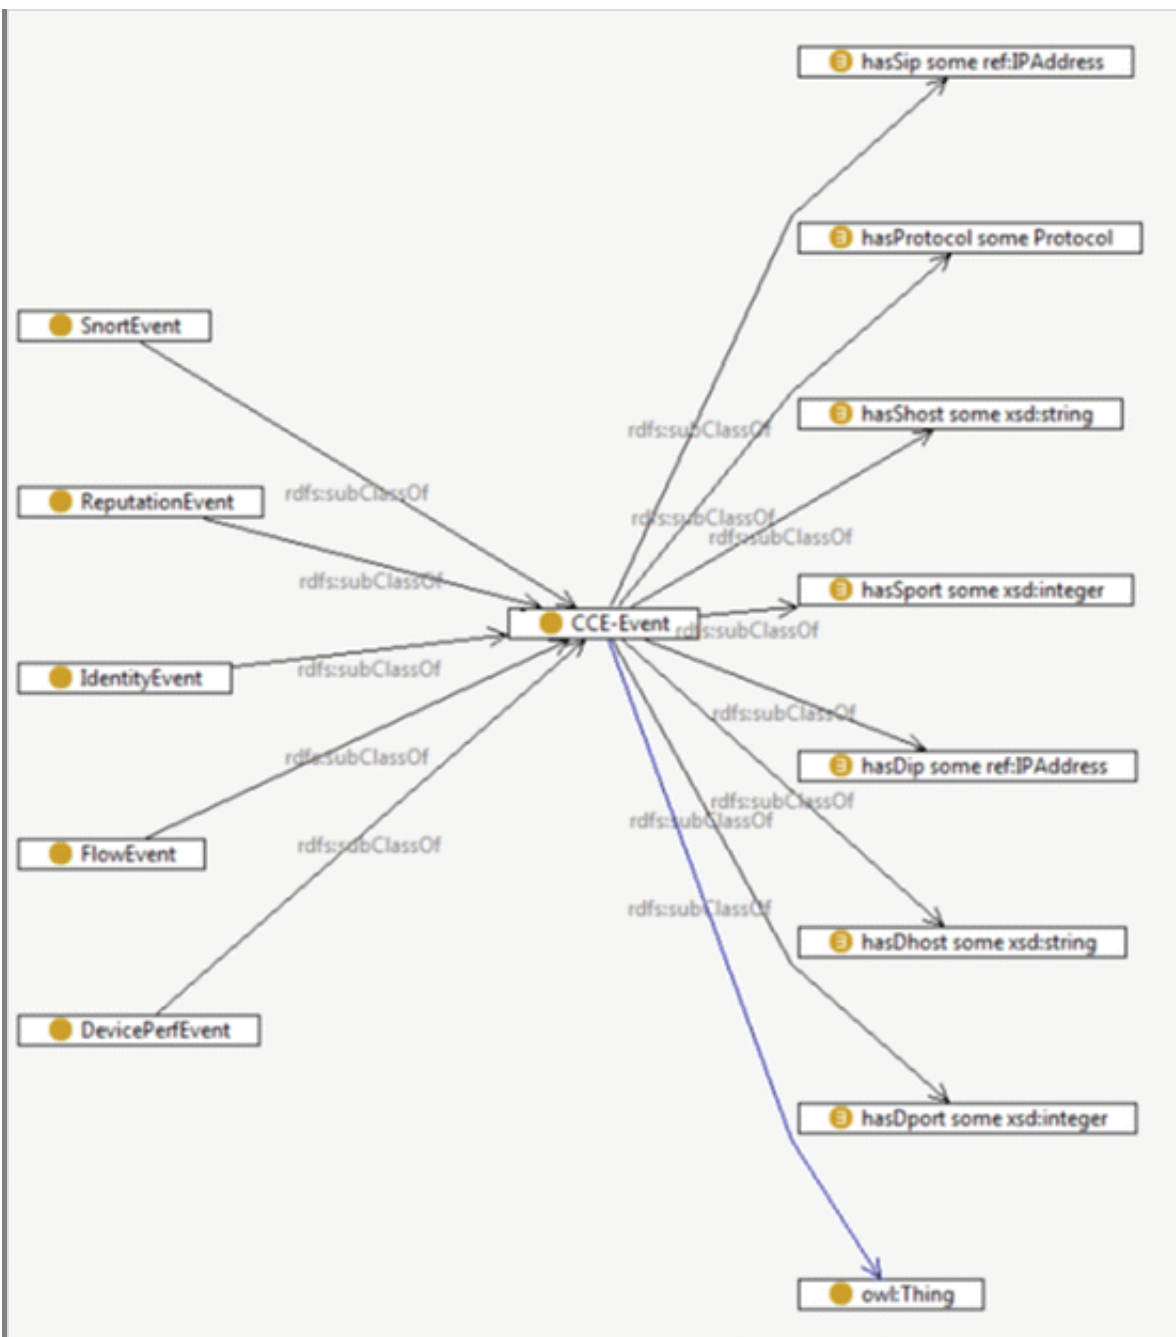 hasSip some ref:IPAddress
hasProtocol some Protocol
SnortEvent
hasShost some xsd:string
rdfs:subClassOf
ReputationEvent
rdfs:subClassOf
rdfs:subClassOf
rdfs:subClassOf
rdfs:subClassOf
hasSport some xsd:integer
CCE-Event
rdfs:subClassOf
IdentityEvent
rdfs:subClassOf
rdfs:subClassOf
rdfs:subClassOf
hasDip some ref:IPAddress
rdfs:subClassOf
rdfs:subClassOf
FlowEvent
rdfs:subClassOf
rdfs:subClassOf
hasDhost some xsd:string
DevicePerfEvent
hasDport some xsd:integer
owl:Thing